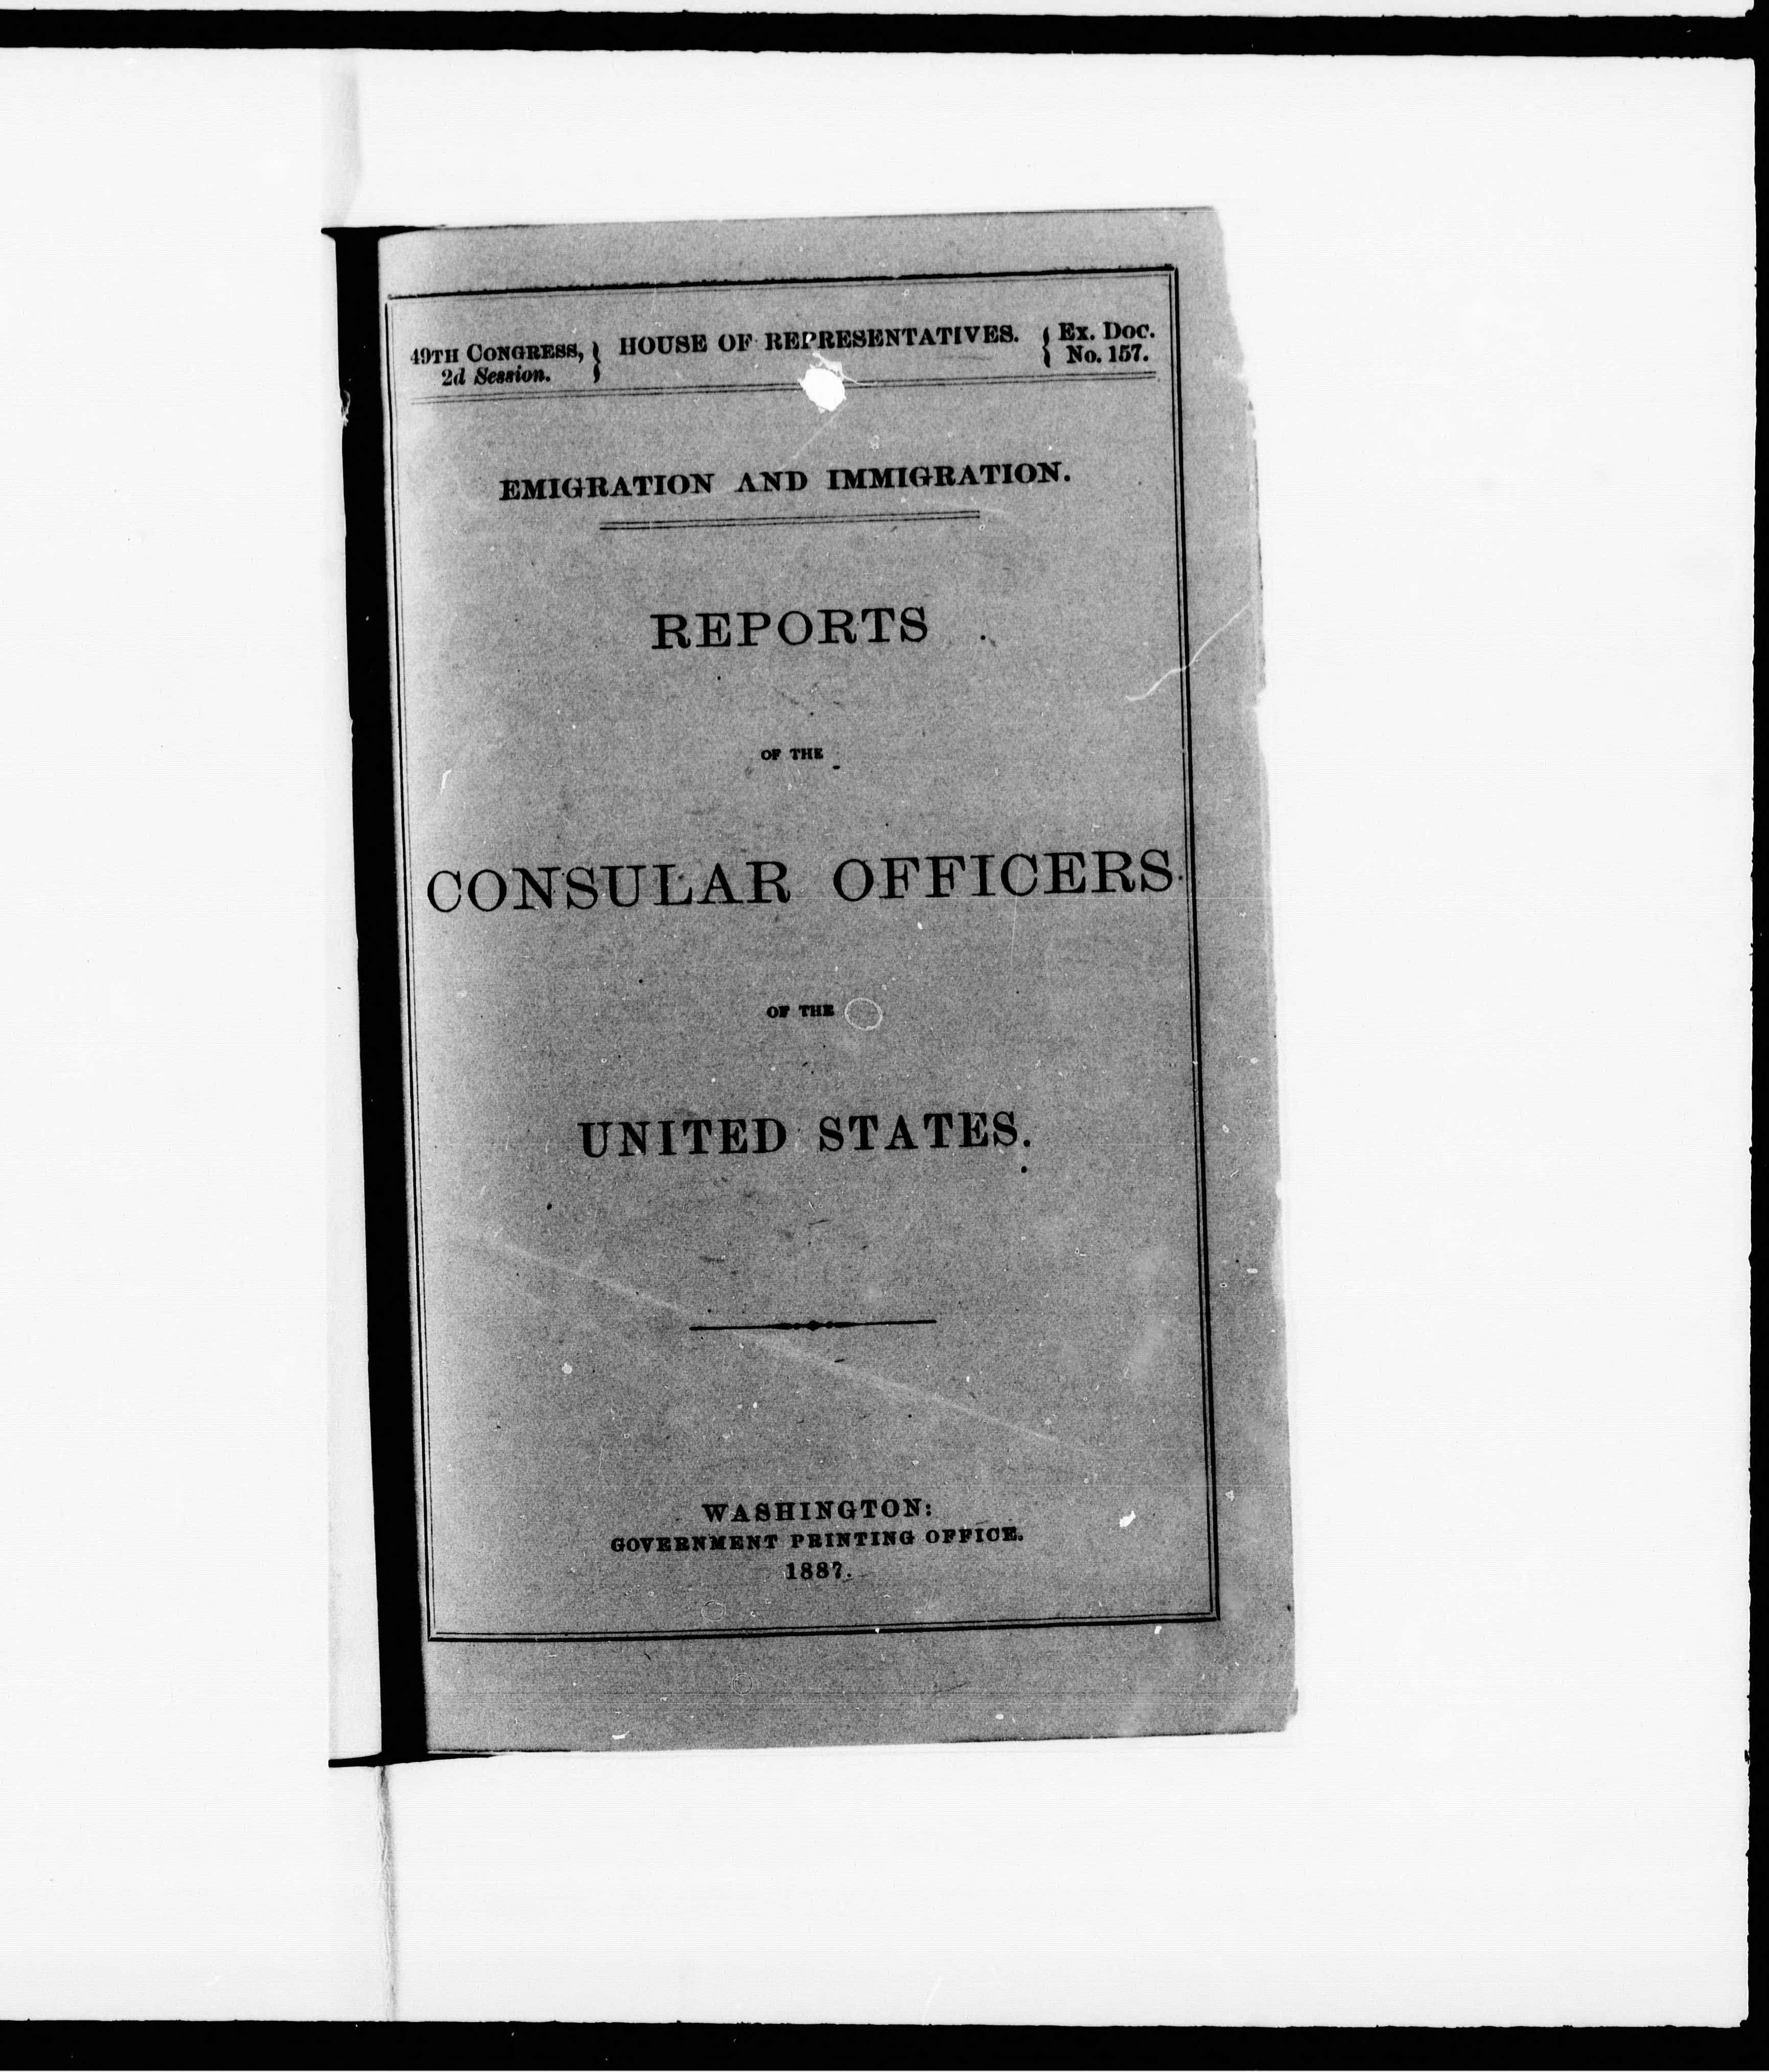 49TH CONGRESS, } HOUSE OF REPRESENTATIVES. { Ex. Doc.
2d Session. } { No. 157.
EMIGRATION AND IMMIGRATION.
REPORTS
OF THE
CONSULAR OFFICERS
OF THE
UNITED STATES.
WASHINGTON:
GOVERNMENT PRINTING OFFICE.
1887.